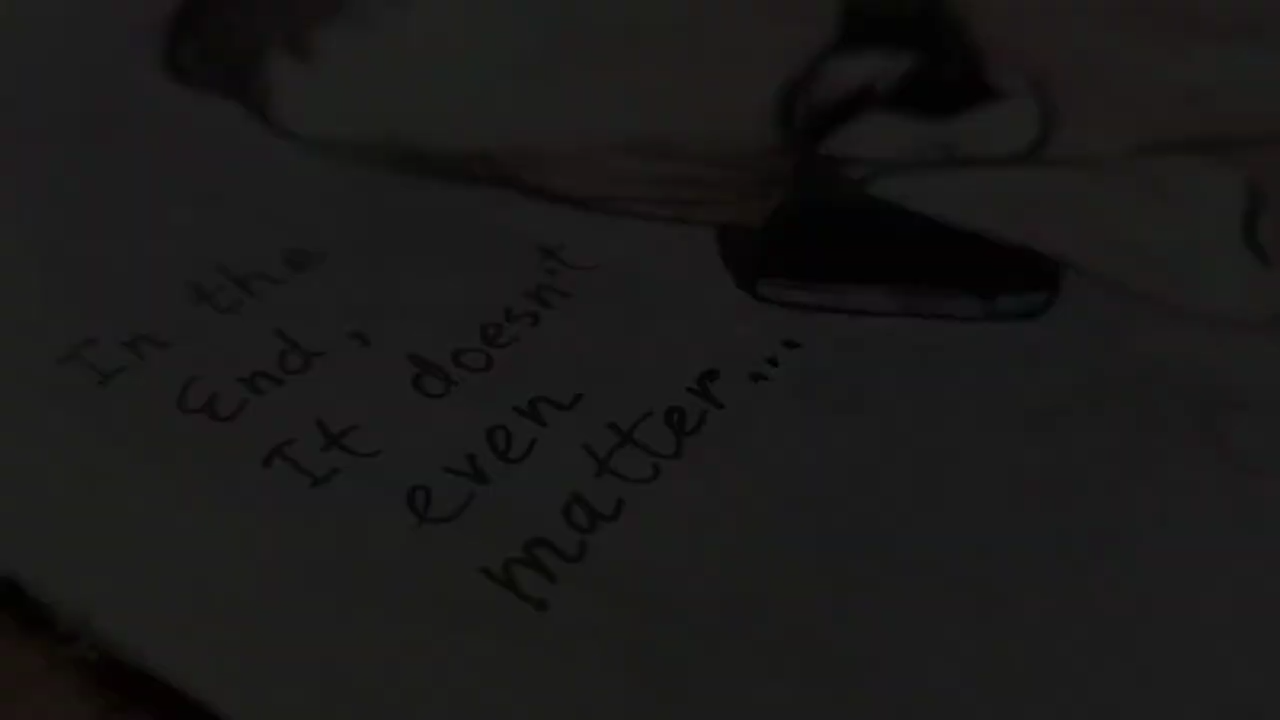 In the
End,
It doesn't
even
matter...